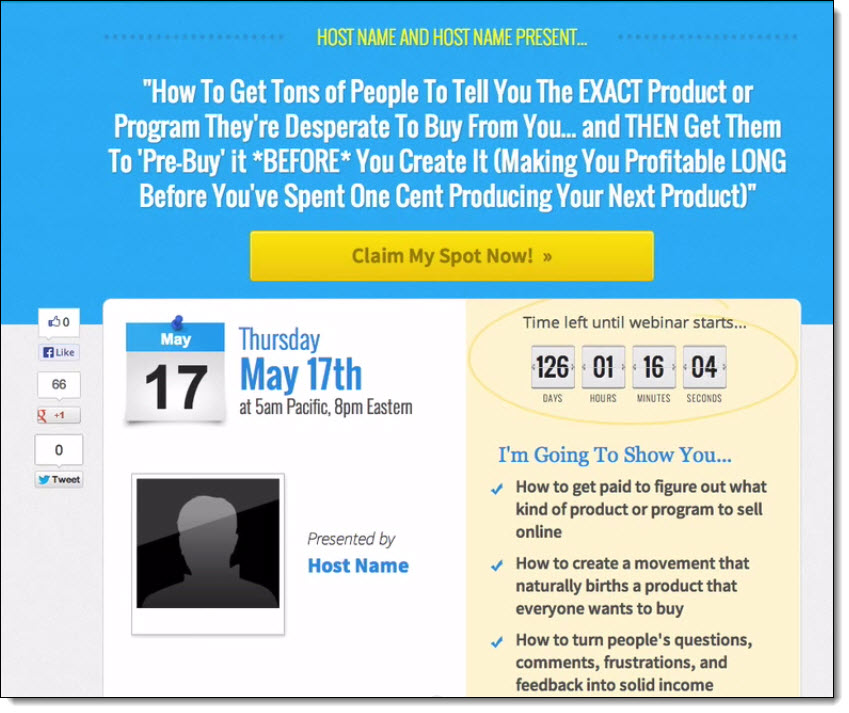 HOST NAME AND HOST NAME PRESENT...
"How To Get Tons of People To Tell You The EXACT Product or
Program They're Desperate To Buy From You... and THEN Get Them
To 'Pre-Buy' it *BEFORE* You Create It (Making You Profitable LONG
Before You've Spent One Cent Producing Your Next Product)"
Claim My Spot Now! »
0
Like
66
g +1
0
Tweet
May
17
Thursday
May 17th
at 5am Pacific, 8pm Eastern
Presented by
Host Name
Time left until webinar starts...
126 01 16 04
DAYS HOURS MINUTES SECONDS
I'm Going To Show You...
How to get paid to figure out what
kind of product or program to sell
online
How to create a movement that
naturally births a product that
everyone wants to buy
How to turn people's questions,
comments, frustrations, and
feedback into solid income